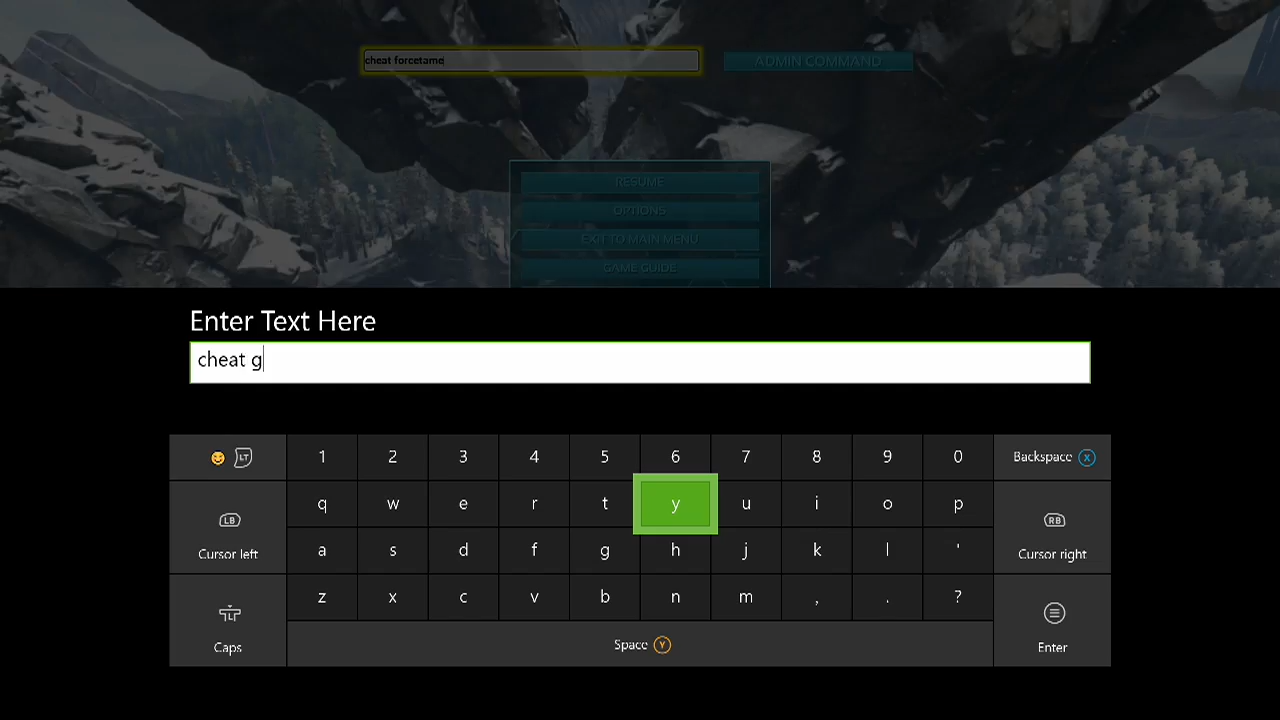 cheat forcetame
ADMIN COMMAND
RESUME
OPTIONS
EXIT TO MAIN MENU
GAME GUIDE
Enter Text Here
cheat g
LT 1 2 3 4 5 6 7 8 9 0 Backspace X
q w e r t y u i o p
LB Cursor left
a s d f g h j k l '
RB Cursor right
z x c v b n m , . ?
Caps
Space Y
Enter